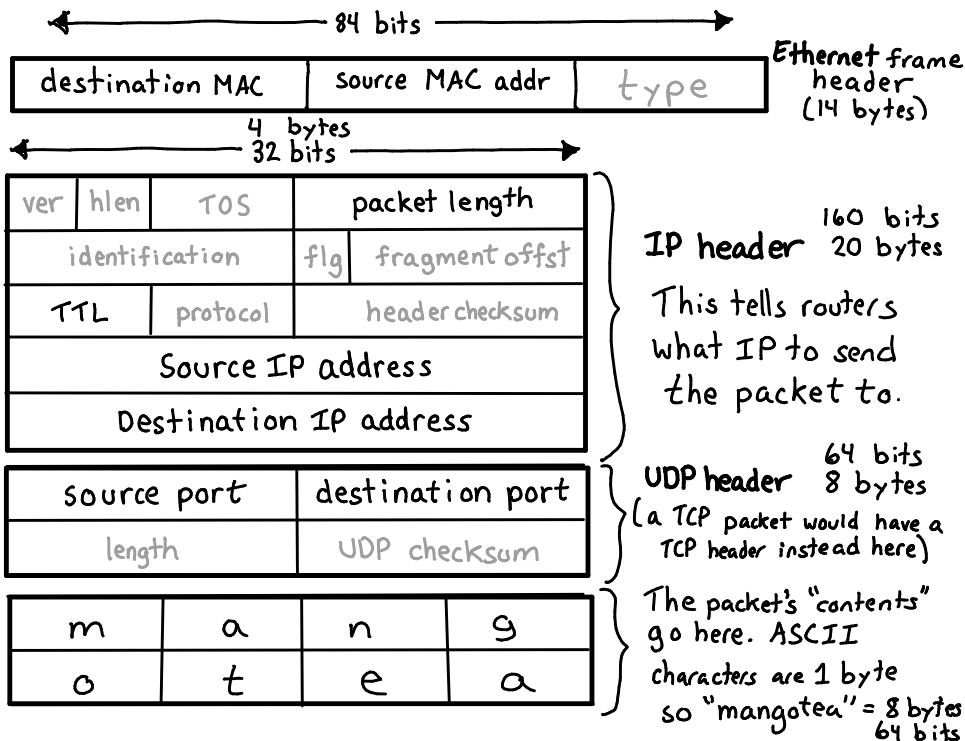 84 bits
destination MAC
source MAC addr
type
Ethernet frame
header
(14 bytes)
4 bytes
32 bits
ver
hlen
TOS
packet length
identification
flg
fragment offst
TTL
protocol
header checksum
Source IP address
Destination IP address
IP header
160 bits
20 bytes
This tells routers
what IP to send
the packet to.
source port
destination port
length
UDP checksum
UDP header
64 bits
8 bytes
(a TCP packet would have a
TCP header instead here)
m a n g
o t e a
The packet's "contents"
go here. ASCII
characters are 1 byte
so "mangotea" = 8 bytes
64 bits